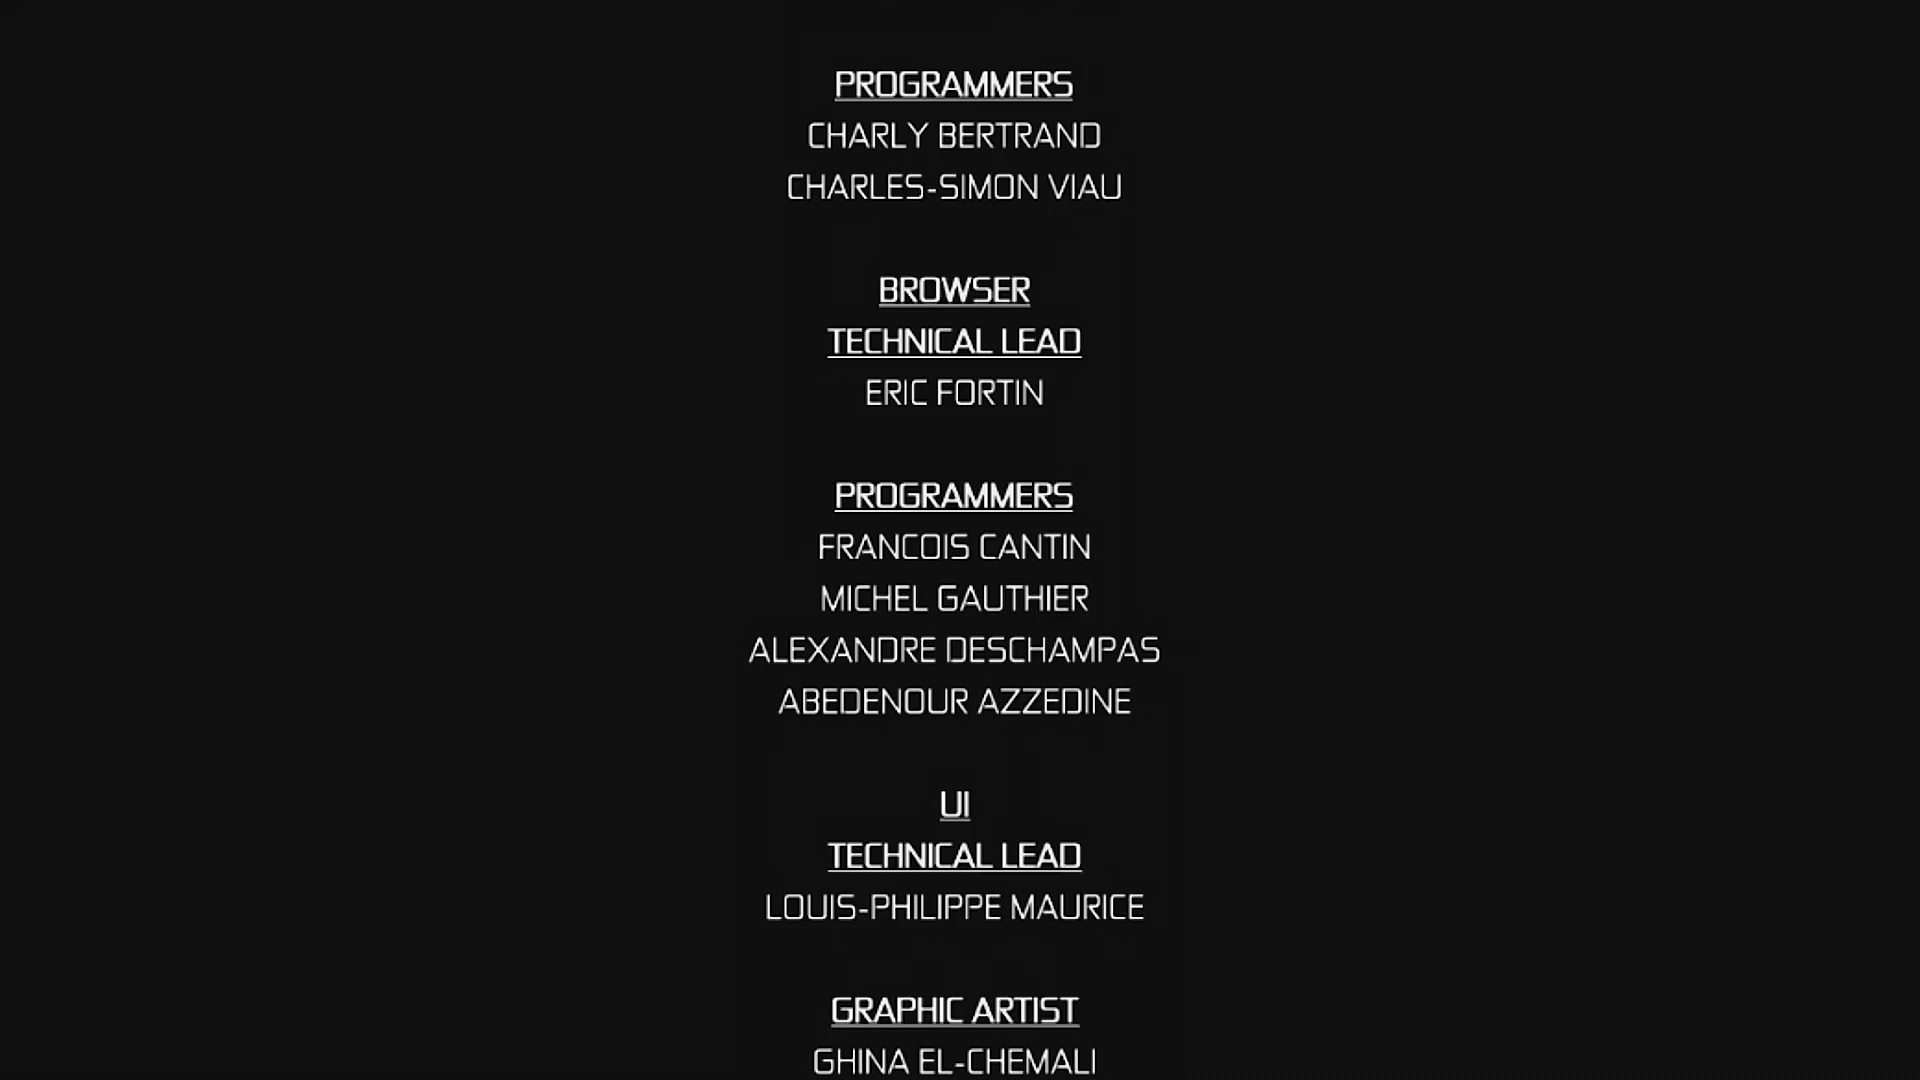 PROGRAMMERS
CHARLY BERTRAND
CHARLES-SIMON VIAU
BROWSER
TECHNICAL LEAD
ERIC FORTIN
PROGRAMMERS
FRANCOIS CANTIN
MICHEL GAUTHIER
ALEXANDRE DESCHAMPAS
ABEDENOUR AZZEDINE
UI
TECHNICAL LEAD
LOUIS-PHILIPPE MAURICE
GRAPHIC ARTIST
GHINA EL-CHEMALI